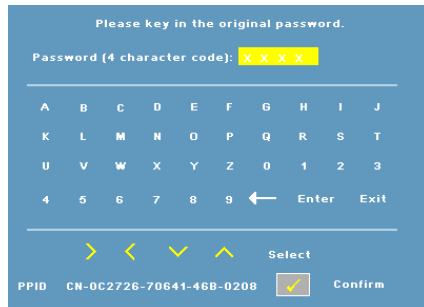 Please key in the original password.
Password (4 character code): X X X X
A B C D E F G H I J
K L M N O P Q R S T
U V W X Y Z 0 1 2 3
4 5 6 7 8 9 Enter Exit
Select
PPID CN-0C2726-70641-46B-0208 Confirm